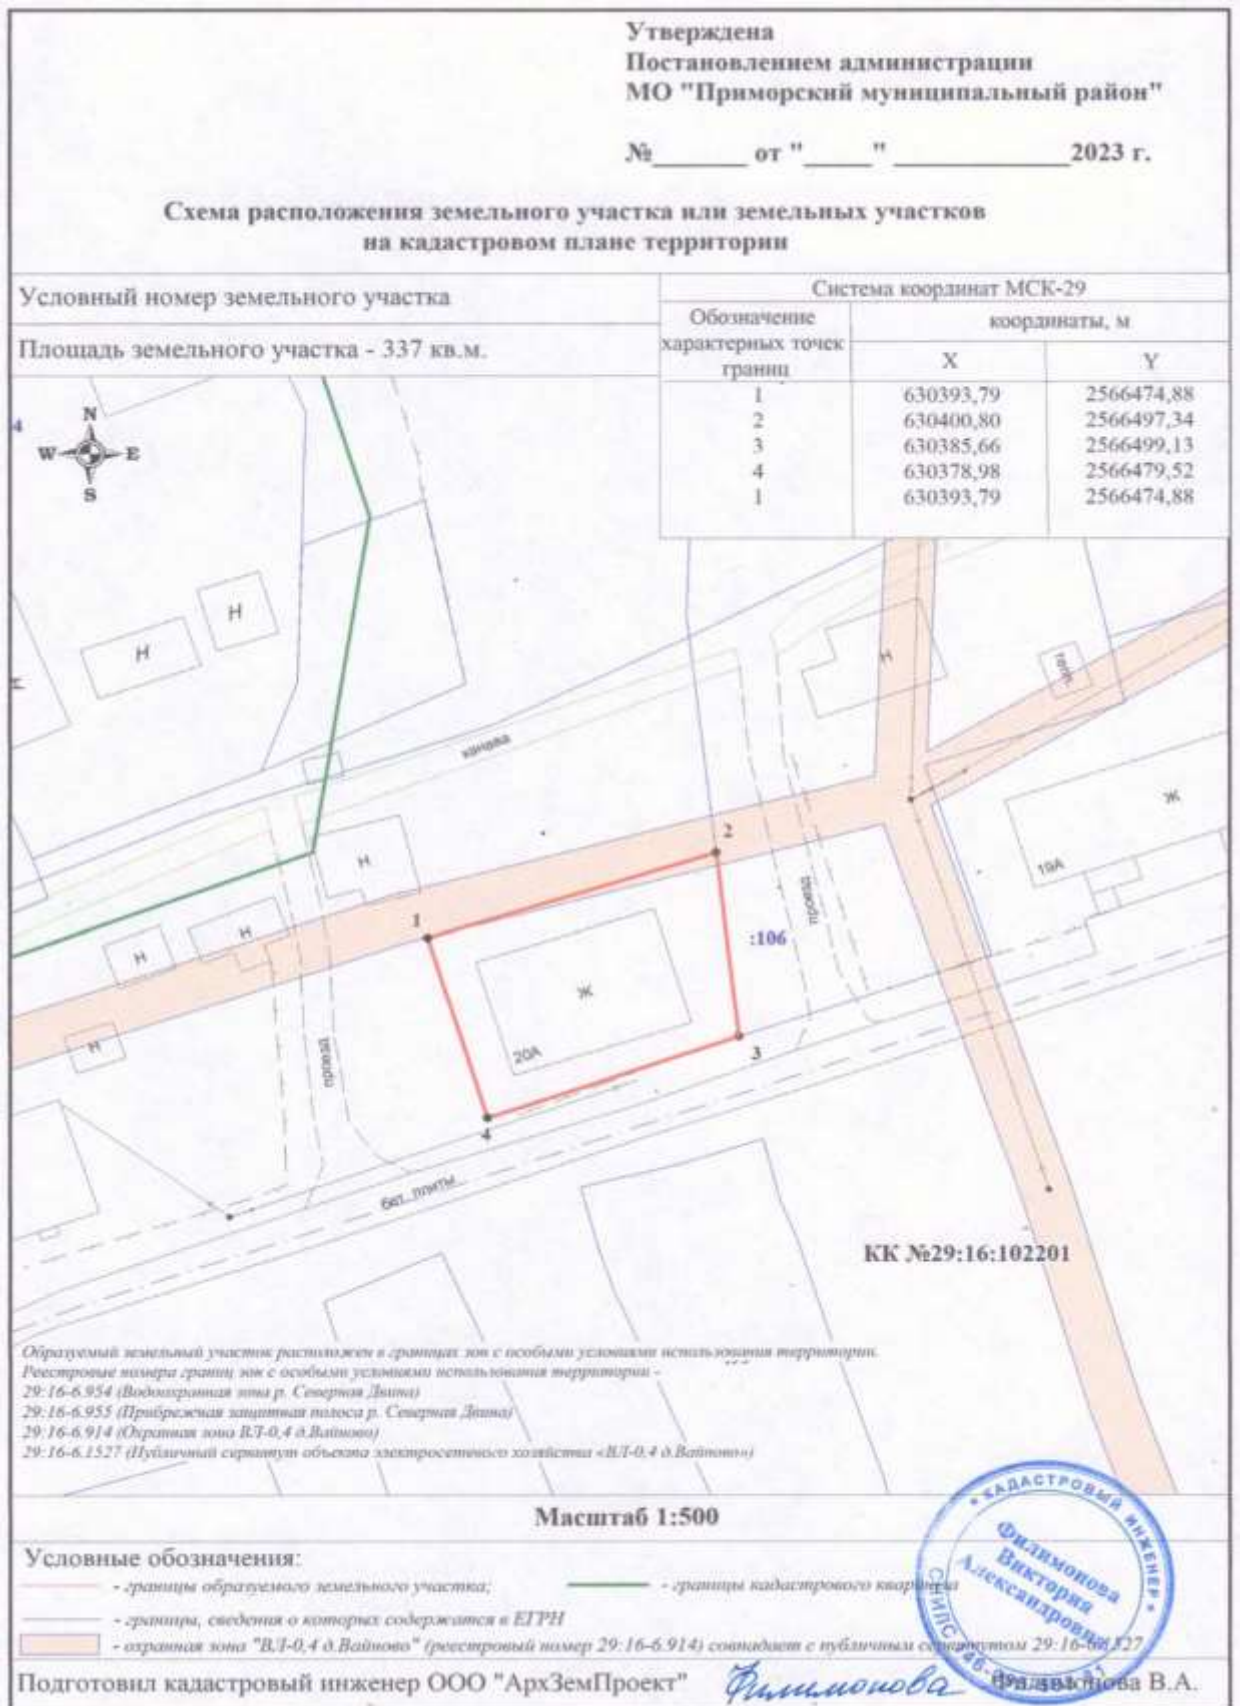 Утверждена
Постановлением администрации
МО "Приморский муниципальный район"
№_______ от "_____" _____________2023 г.
Схема расположения земельного участка или земельных участков
на кадастровом плане территории
Условный номер земельного участка
Площадь земельного участка - 337 кв.м.
Система координат МСК-29
Обозначение характерных точек границ
координаты, м
X Y
1 630393,79 2566474,88
2 630400,80 2566497,34
3 630385,66 2566499,13
4 630378,98 2566479,52
1 630393,79 2566474,88
4
N
W E
S
Н
Н
Н
тепл.
канава
Ж
19А
2
Н
1
проезд
:106
Н
Н
Ж
20А
Н
проезд
3
4
бет. плиты
КК №29:16:102201
Образуемый земельный участок расположен в границах зон с особыми условиями использования территории.
Реестровые номера границ зон с особыми условиями использования территории -
29:16-6.954 (Водоохранная зона р. Северная Двина)
29:16-6.955 (Прибрежная защитная полоса р. Северная Двина)
29:16-6.914 (Охранная зона ВЛ-0,4 д.Вайново)
29:16-6.1527 (Публичный сервитут объекта электросетевого хозяйства «ВЛ-0,4 д.Вайново»)
Масштаб 1:500
Условные обозначения:
- границы образуемого земельного участка;
- границы кадастрового квартала
- границы, сведения о которых содержатся в ЕГРН
- охранная зона "ВЛ-0,4 д.Вайново" (реестровый номер 29:16-6.914) совпадает с публичным сервитутом 29:16-6.1527
КАДАСТРОВЫЙ ИНЖЕНЕР
Филимонова
Виктория
Александровна
СНИЛС
Подготовил кадастровый инженер ООО "АрхЗемПроект"
Филимонова
Филимонова В.А.